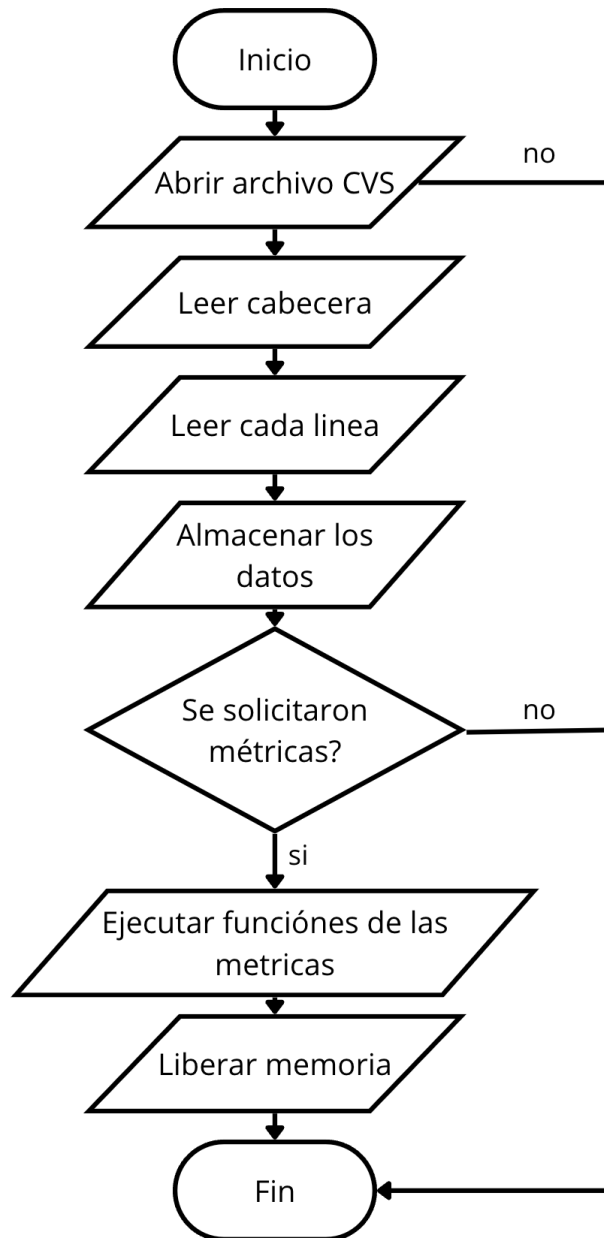 Inicio
Abrir archivo CVS
no
Leer cabecera
Leer cada linea
Almacenar los
datos
Se solicitaron
métricas?
no
si
Ejecutar funciónes de las
metricas
Liberar memoria
Fin